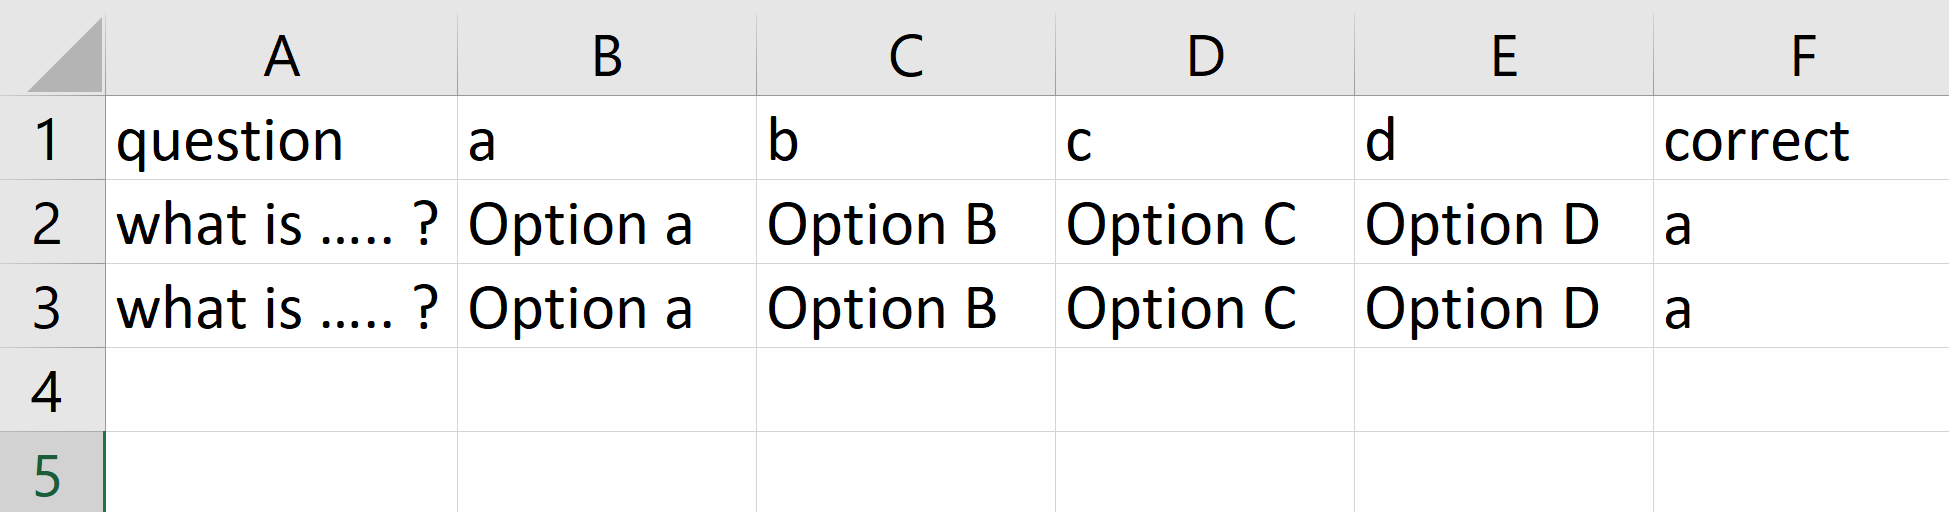 A B C D E F
1 question a b c d correct
2 what is ..... ? Option a Option B Option C Option D a
3 what is ..... ? Option a Option B Option C Option D a
4
5